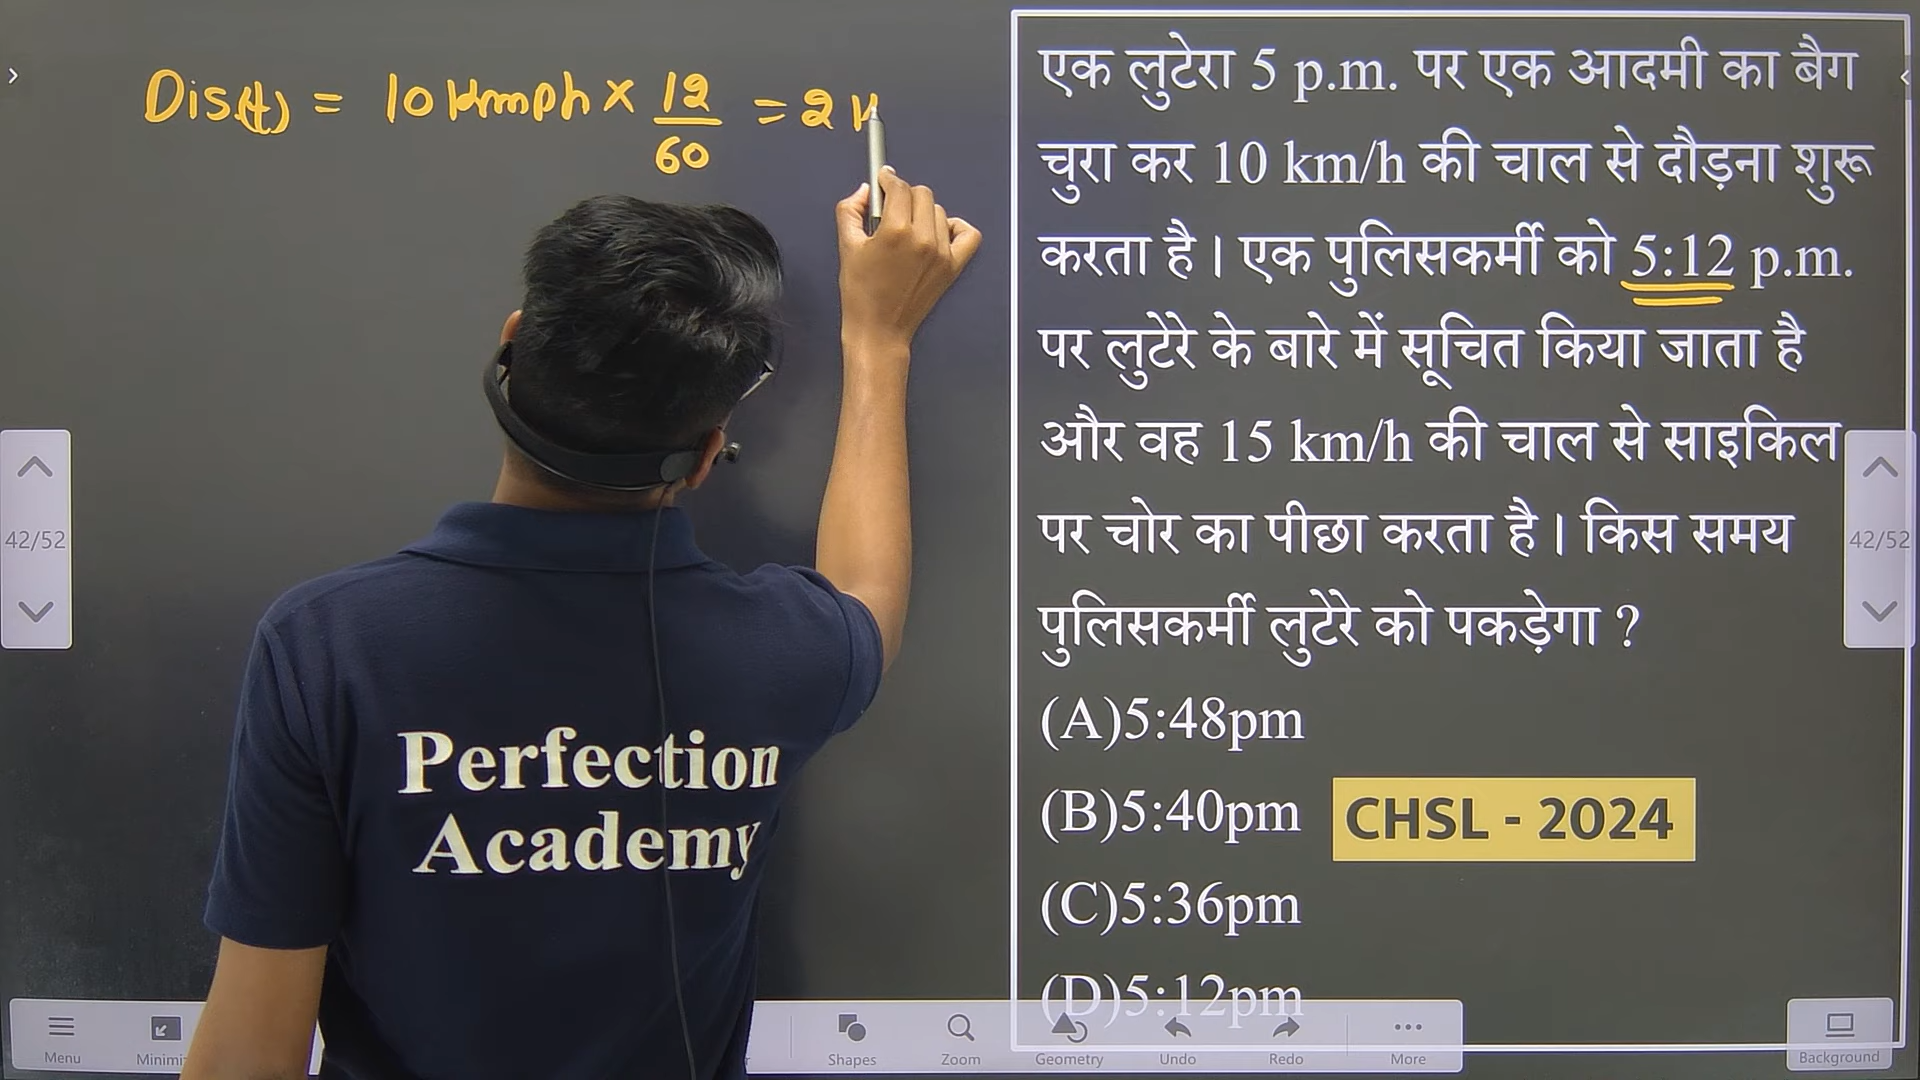 Dis.(t) = 10 kmph × 12/60 = 2 k
एक लुटेरा 5 p.m. पर एक आदमी का बैग
चुरा कर 10 km/h की चाल से दौड़ना शुरू
करता है। एक पुलिसकर्मी को 5:12 p.m.
पर लुटेरे के बारे में सूचित किया जाता है
और वह 15 km/h की चाल से साइकिल
पर चोर का पीछा करता है। किस समय
पुलिसकर्मी लुटेरे को पकड़ेगा ?
(A)5:48pm
(B)5:40pm
CHSL - 2024
(C)5:36pm
(D)5:12pm
42/52
42/52
Perfection
Academy
Menu
Shapes
Zoom
Geometry
Undo
Redo
More
Background